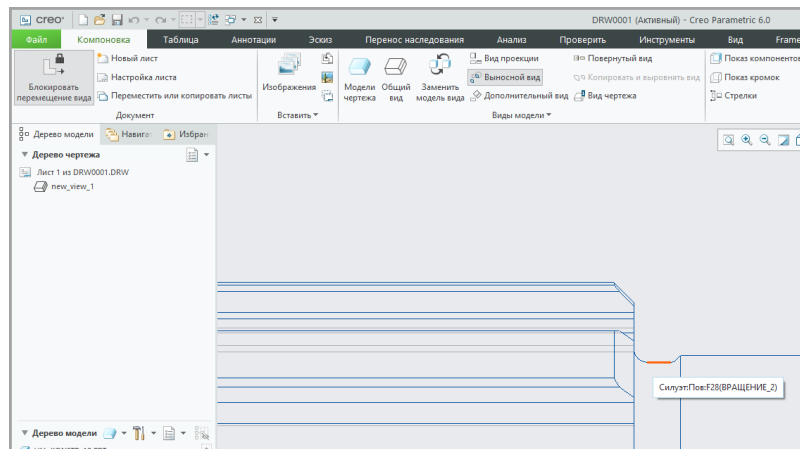 creo DRW0001 (Активный) - Creo Parametric 6.0
Файл Компоновка Таблица Аннотации Эскиз Перенос наследования Анализ Проверить Инструменты Вид Frame
Блокировать перемещение вида
Новый лист
Настройка листа
Переместить или копировать листы
Документ
Изображения
Вставить
Модели чертежа
Общий вид
Заменить модель вида
Вид проекции
Выносной вид
Дополнительный вид
Повернутый вид
Копировать и выровнять вид
Вид чертежа
Виды модели
Показ компонентов
Показ кромок
Стрелки
Дерево модели Навига Избран
Дерево чертежа
Лист 1 из DRW0001.DRW
new_view_1
Силуэт:Пов:F28(ВРАЩЕНИЕ_2)
Дерево модели